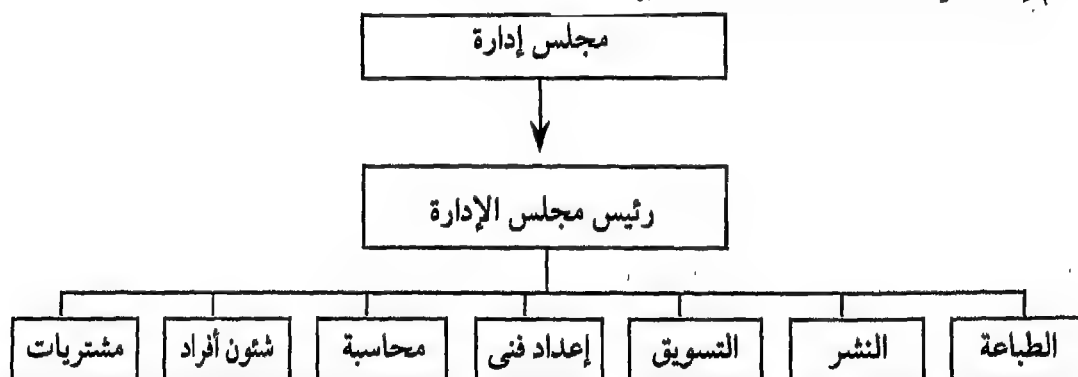 مجلس إدارة
رئيس مجلس الإدارة
الطباعة
النشر
التسويق
إعداد فنى
محاسبة
شئون أفراد
مشتريات